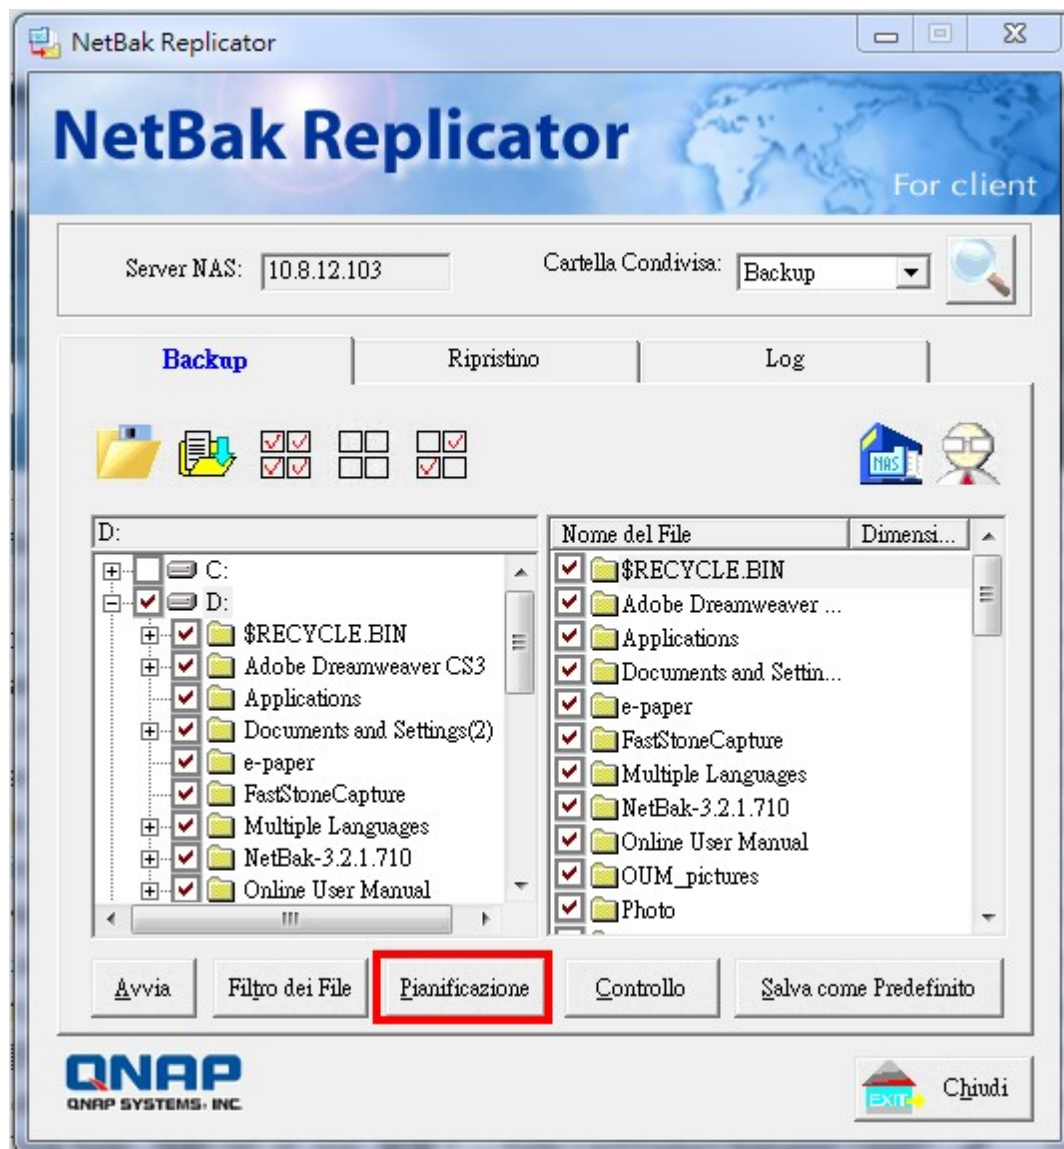 NetBak Replicator
NetBak Replicator
For client
Server NAS: 10.8.12.103 Cartella Condivisa: Backup
Backup Ripristino Log
NAS
D:
C:
D:
$RECYCLE.BIN
Adobe Dreamweaver CS3
Applications
Documents and Settings(2)
e-paper
FastStoneCapture
Multiple Languages
NetBak-3.2.1.710
Online User Manual
Nome del File Dimensi...
$RECYCLE.BIN
Adobe Dreamweaver ...
Applications
Documents and Settin...
e-paper
FastStoneCapture
Multiple Languages
NetBak-3.2.1.710
Online User Manual
OUM_pictures
Photo
Avvia Filtro dei File Pianificazione Controllo Salva come Predefinito
QNAP
QNAP SYSTEMS, INC.
EXIT Chiudi